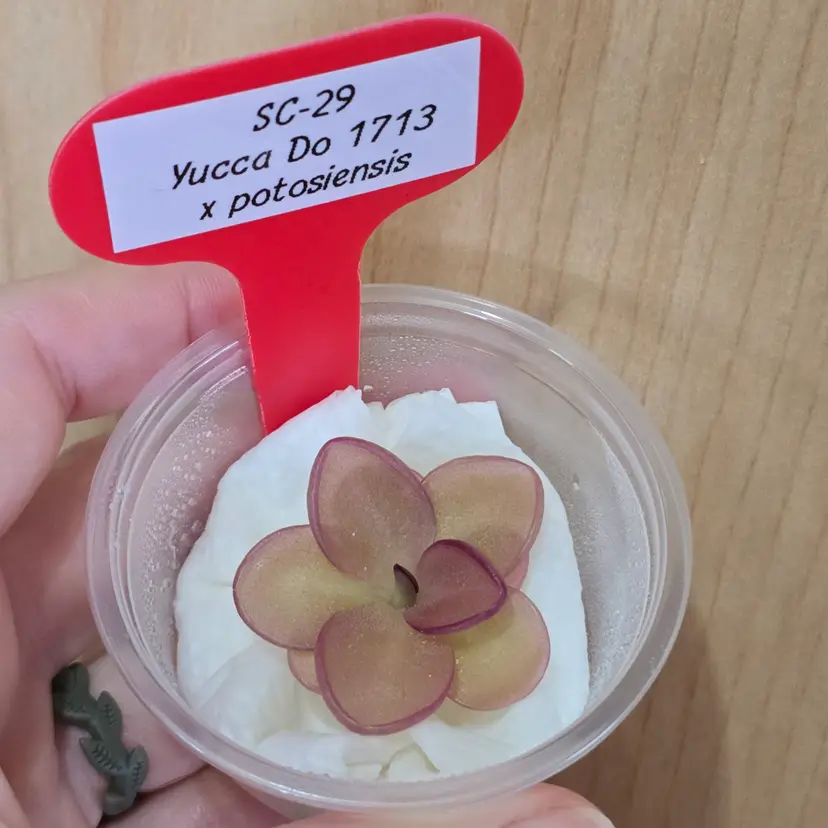 SC-29
Yucca Do 1713
x potosiensis